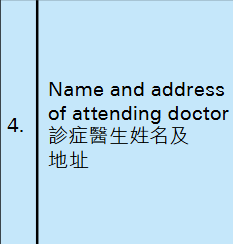 4.
Name and address
of attending doctor
診症醫生姓名及
地址